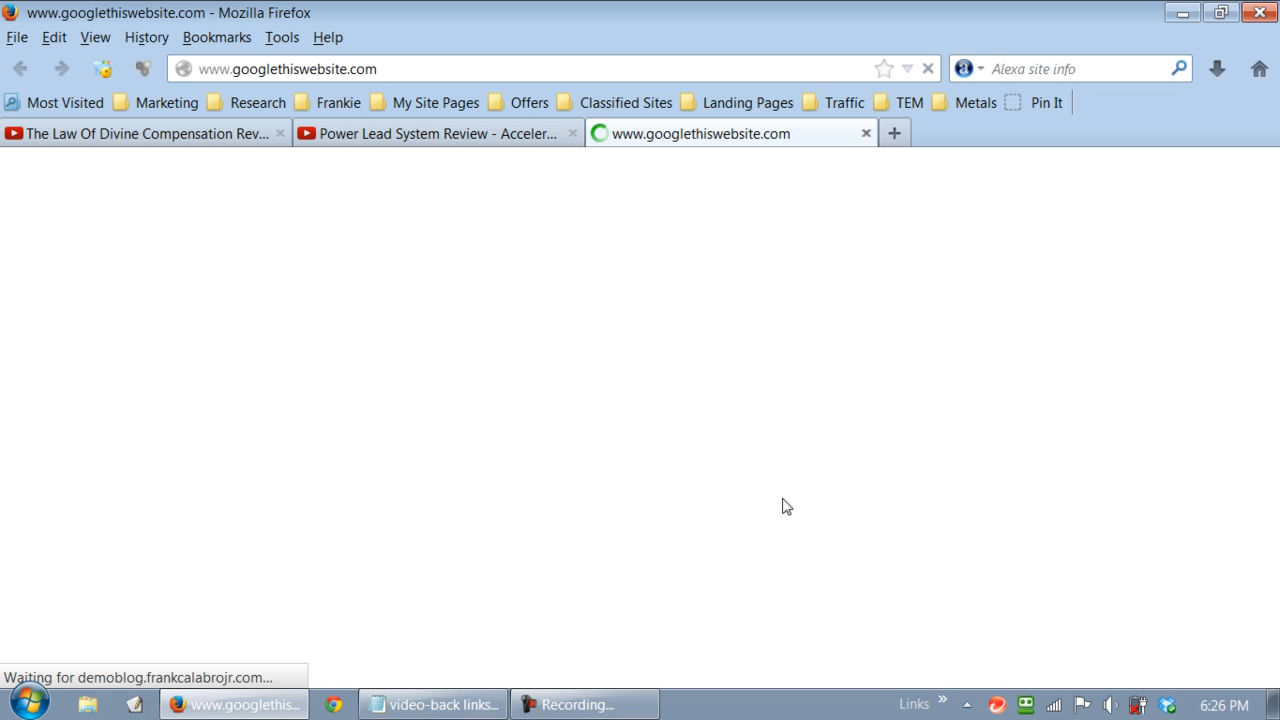 www.googlethiswebsite.com - Mozilla Firefox
File Edit View History Bookmarks Tools Help
www.googlethiswebsite.com
Alexa site info
Most Visited Marketing Research Frankie My Site Pages Offers Classified Sites Landing Pages Traffic TEM Metals Pin It
The Law Of Divine Compensation Rev... Power Lead System Review - Acceler... www.googlethiswebsite.com
Waiting for demoblog.frankcalabrojr.com...
www.googlethis... video-back links... Recording... Links 6:26 PM